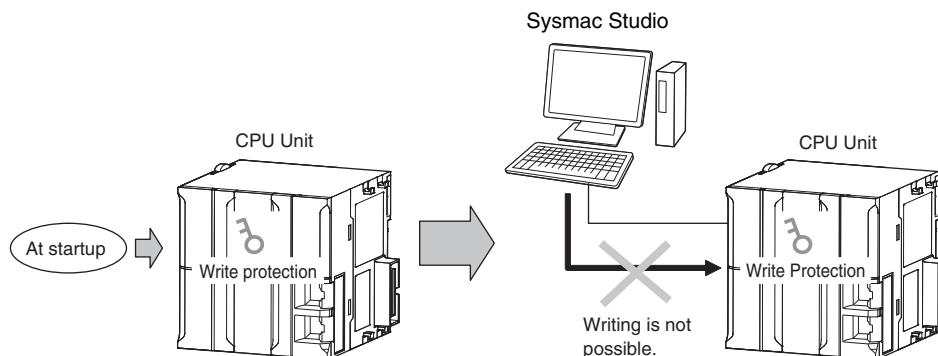 Sysmac Studio
CPU Unit
CPU Unit
At startup
Write protection
Write Protection
Writing is not
possible.